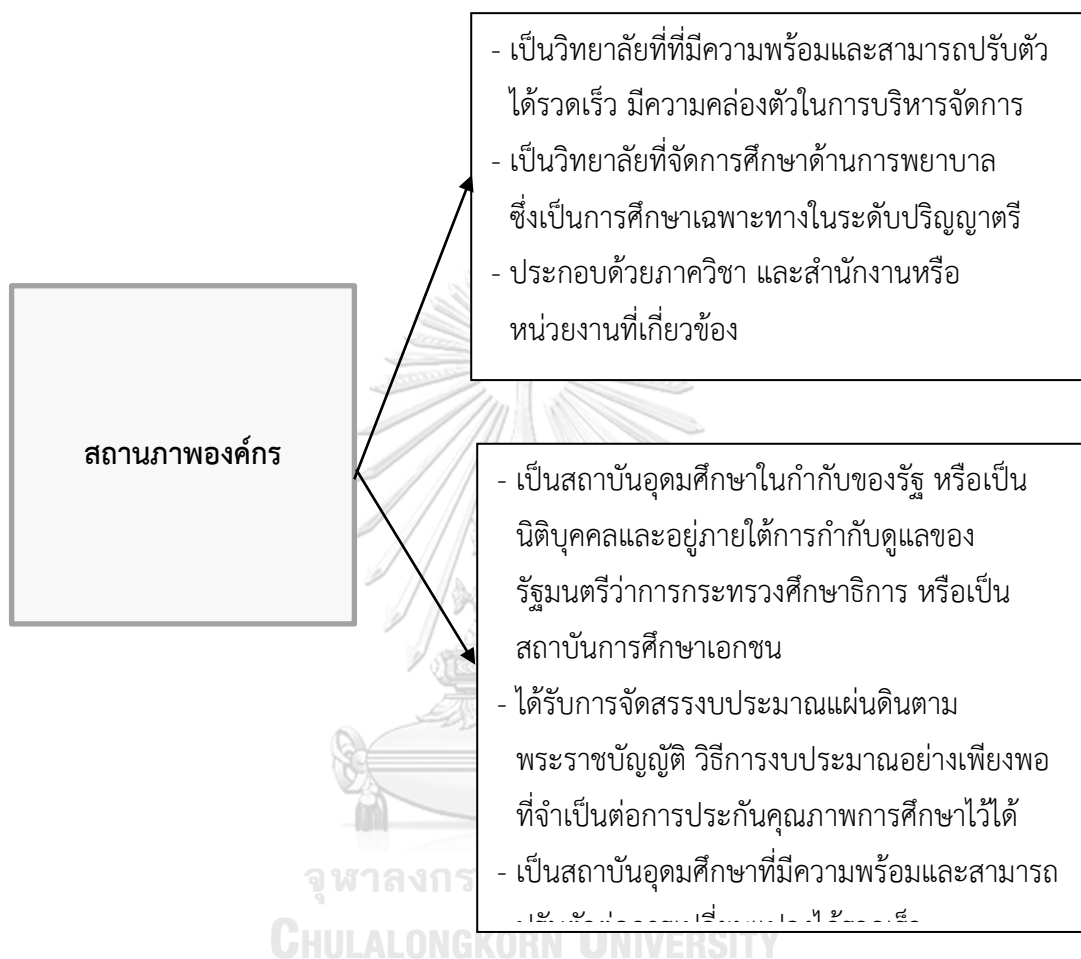 - เป็นวิทยาลัยที่ที่มีความพร้อมและสามารถปรับตัว
ได้รวดเร็ว มีความคล่องตัวในการบริหารจัดการ
- เป็นวิทยาลัยที่จัดการศึกษาด้านการพยาบาล
ซึ่งเป็นการศึกษาเฉพาะทางในระดับปริญญาตรี
- ประกอบด้วยภาควิชา และสำนักงานหรือ
หน่วยงานที่เกี่ยวข้อง
สถานภาพองค์กร
- เป็นสถาบันอุดมศึกษาในกำกับของรัฐ หรือเป็น
นิติบุคคลและอยู่ภายใต้การกำกับดูแลของ
รัฐมนตรีว่าการกระทรวงศึกษาธิการ หรือเป็น
สถาบันการศึกษาเอกชน
- ได้รับการจัดสรรงบประมาณแผ่นดินตาม
พระราชบัญญัติ วิธีการงบประมาณอย่างเพียงพอ
ที่จำเป็นต่อการประกันคุณภาพการศึกษาไว้ได้
- เป็นสถาบันอุดมศึกษาที่มีความพร้อมและสามารถ
จุฬาลงกร
CHULALONGKORN UNIVERSITY